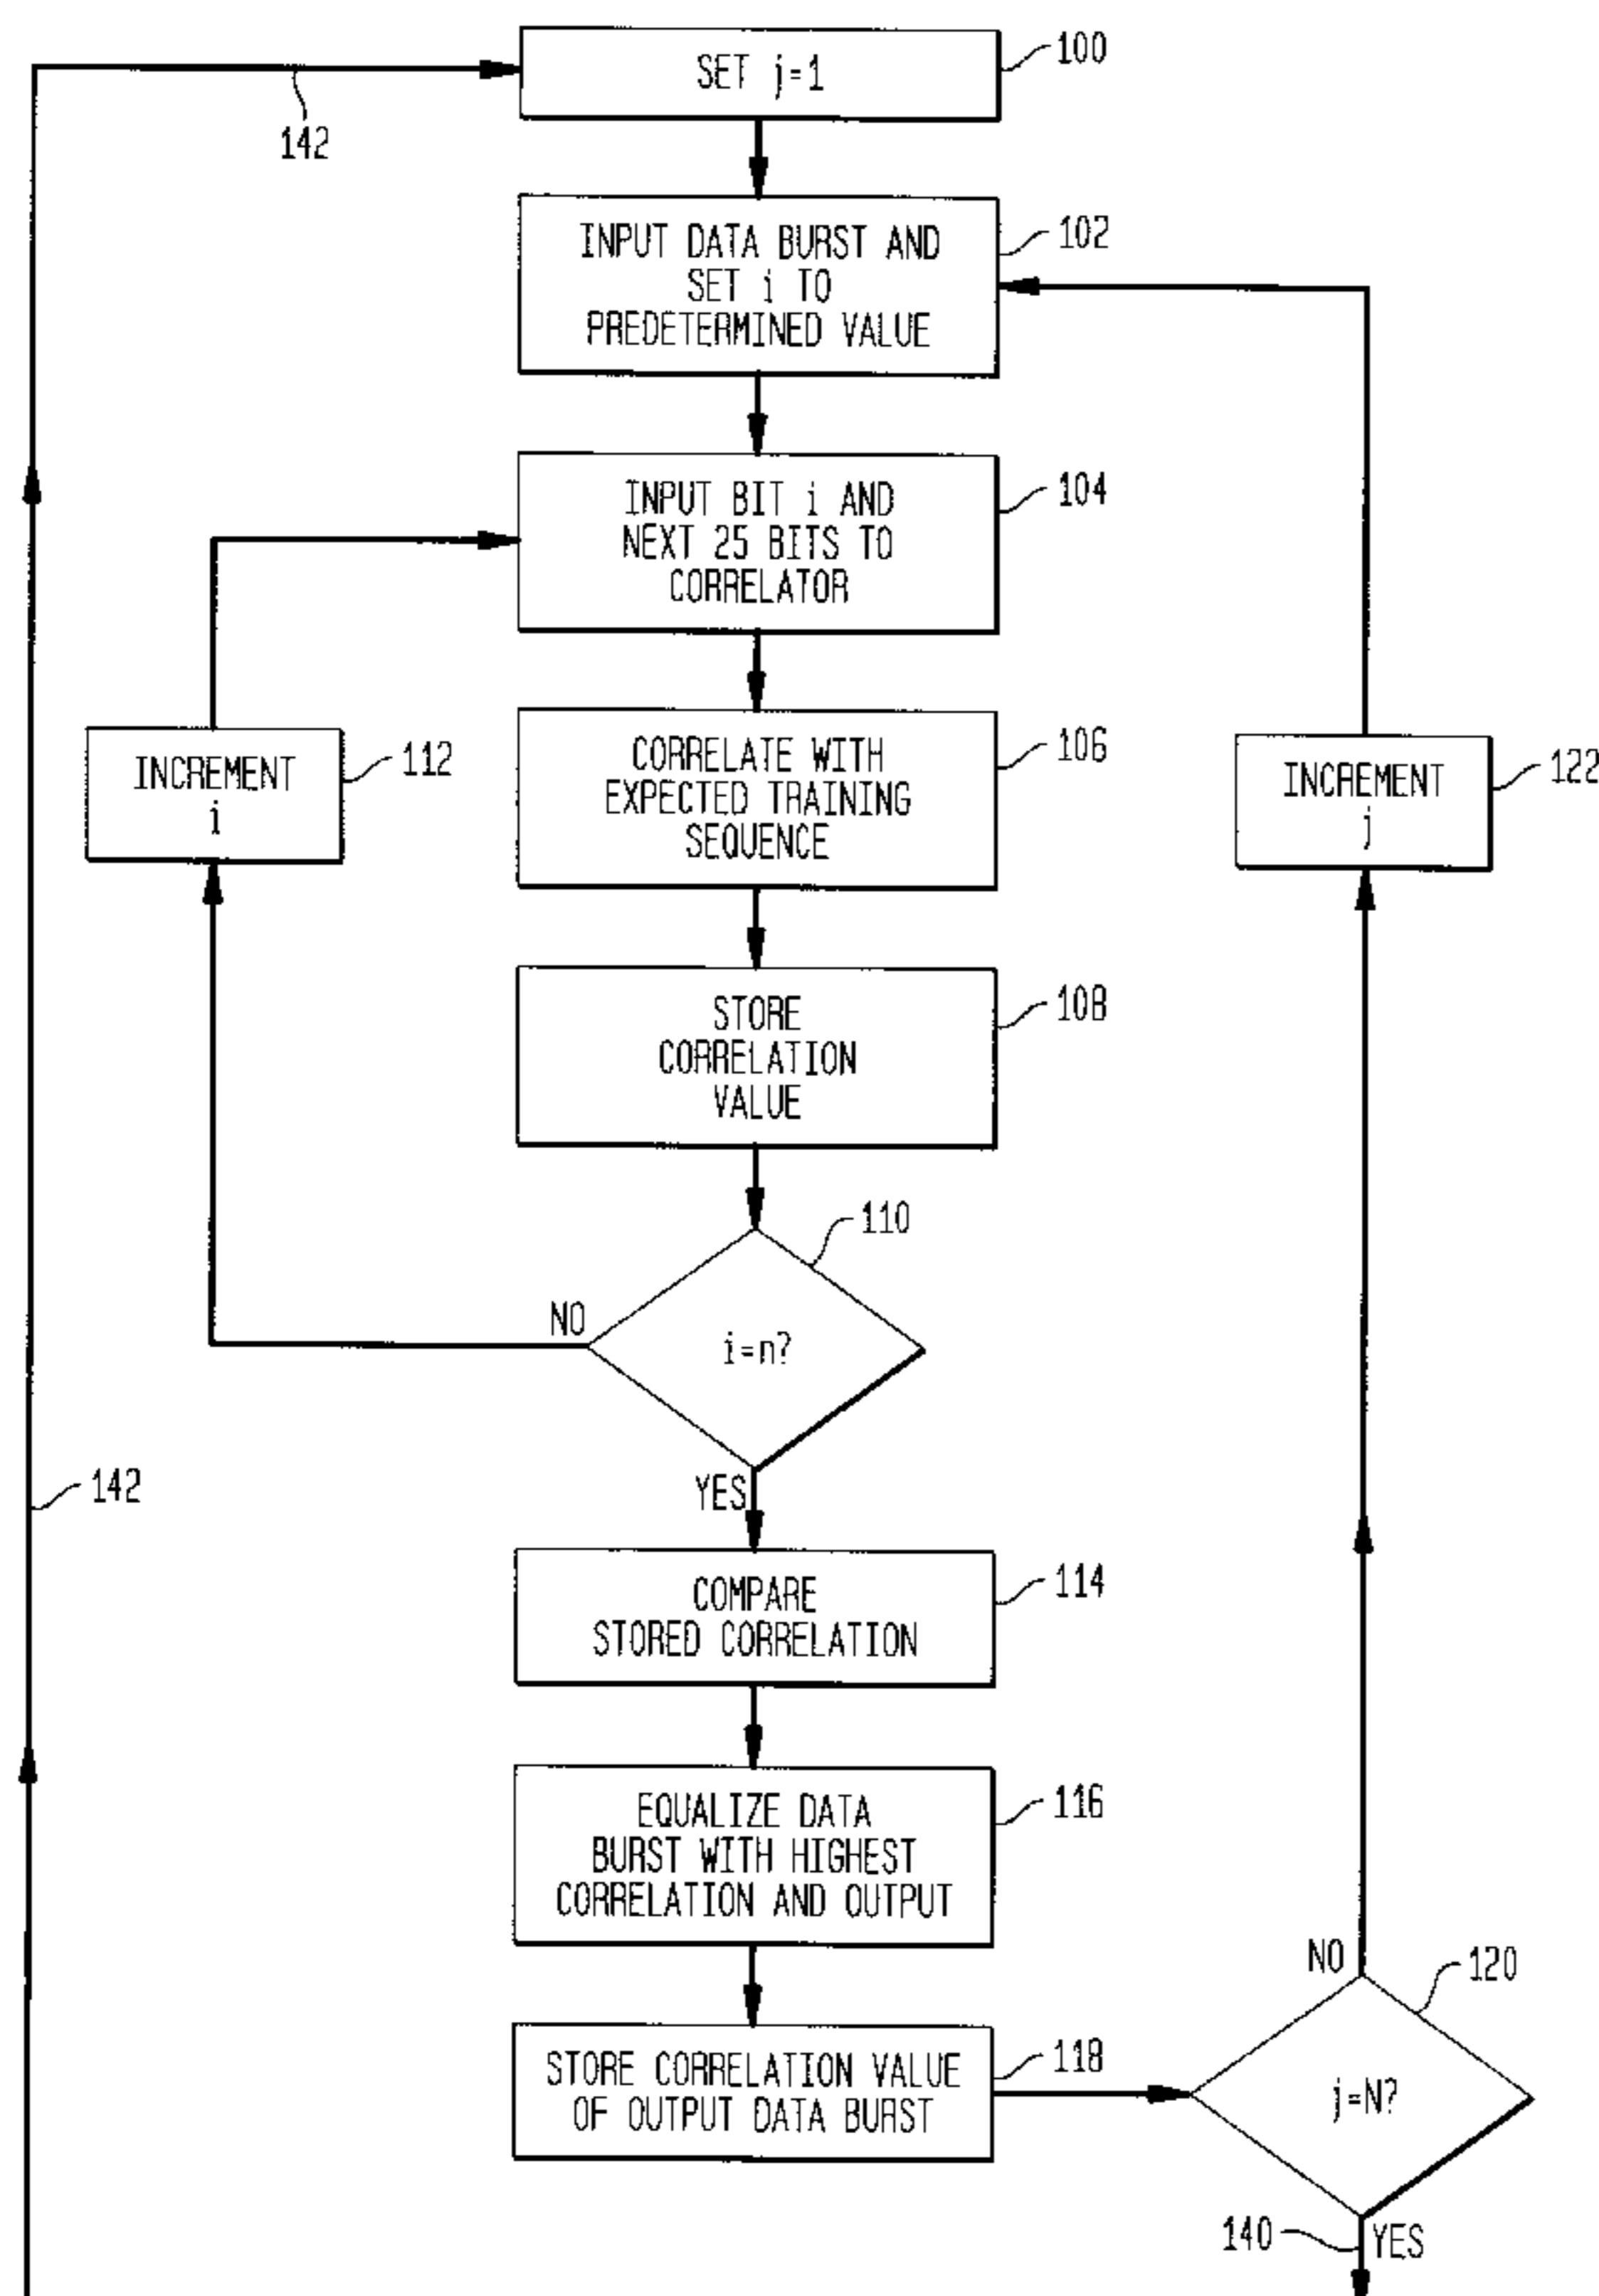 SET j=1
100
142
INPUT DATA BURST AND
SET i TO
PREDETERMINED VALUE
102
INPUT BIT i AND
NEXT 25 BITS TO
CORRELATOR
104
CORRELATE WITH
EXPECTED TRAINING
SEQUENCE
106
INCREMENT
i
112
INCREMENT
j
122
STORE
CORRELATION
VALUE
108
110
NO
i=n?
YES
142
COMPARE
STORED CORRELATION
114
EQUALIZE DATA
BURST WITH HIGHEST
CORRELATION AND OUTPUT
116
NO
120
STORE CORRELATION VALUE
OF OUTPUT DATA BURST
118
j=N?
140
YES